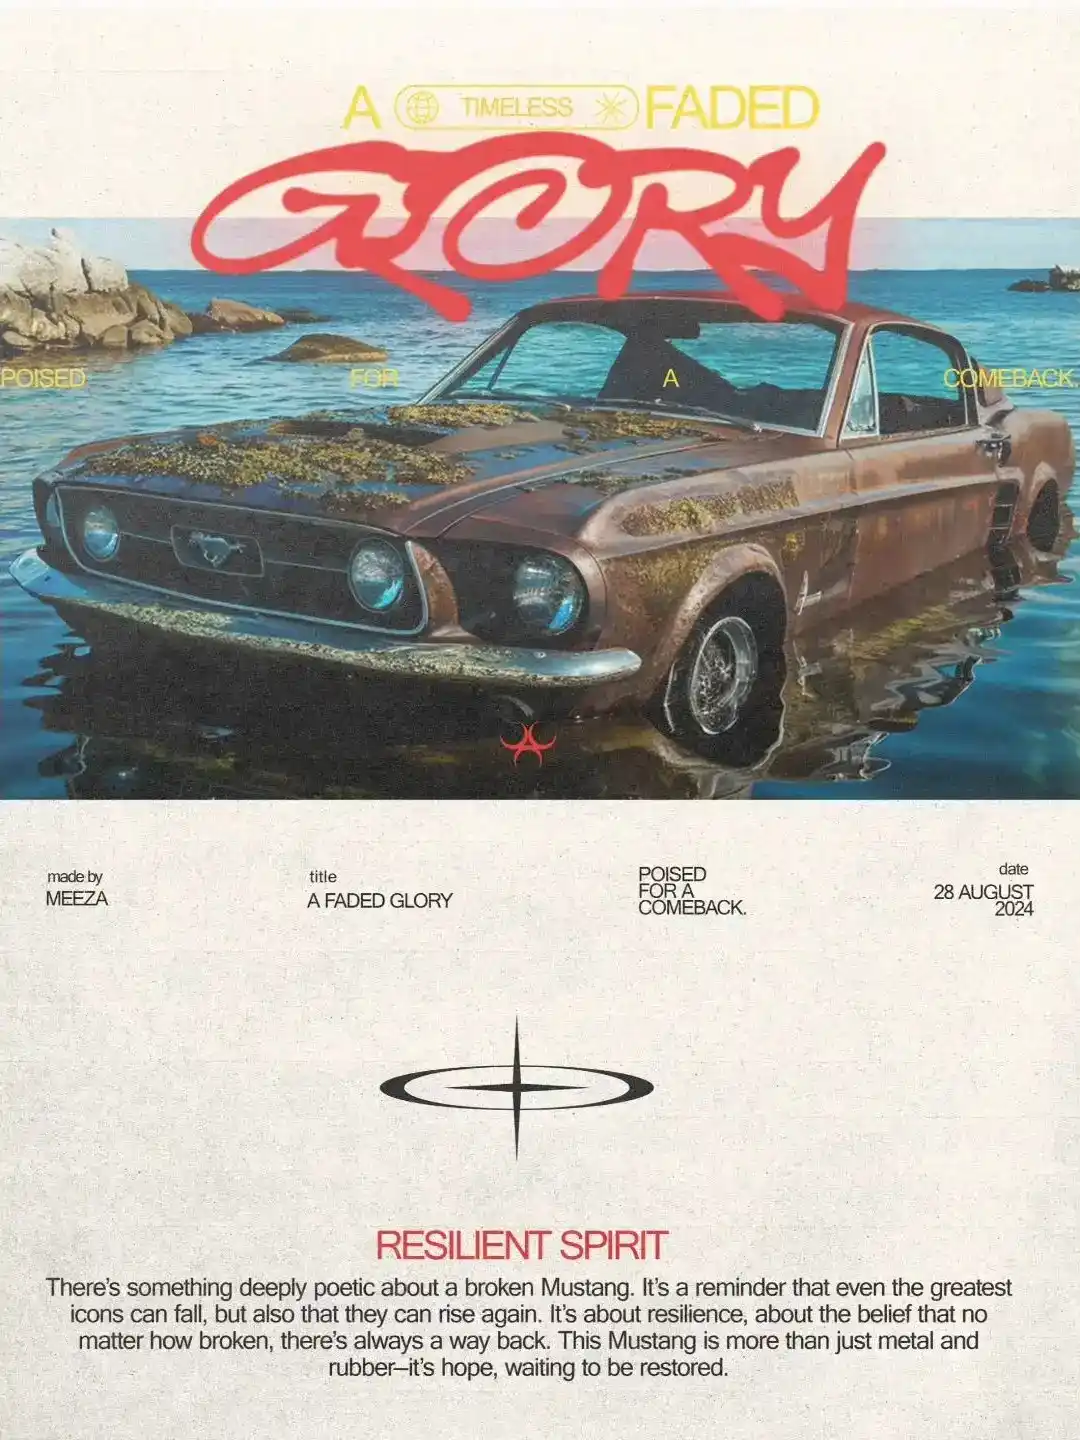 A TIMELESS FADED
GLORY
POISED FOR A COMEBACK.
made by
MEEZA
title
A FADED GLORY
POISED
FOR A
COMEBACK.
date
28 AUGUST
2024
RESILIENT SPIRIT
There's something deeply poetic about a broken Mustang. It's a reminder that even the greatest
icons can fall, but also that they can rise again. It's about resilience, about the belief that no
matter how broken, there's always a way back. This Mustang is more than just metal and
rubber—it's hope, waiting to be restored.